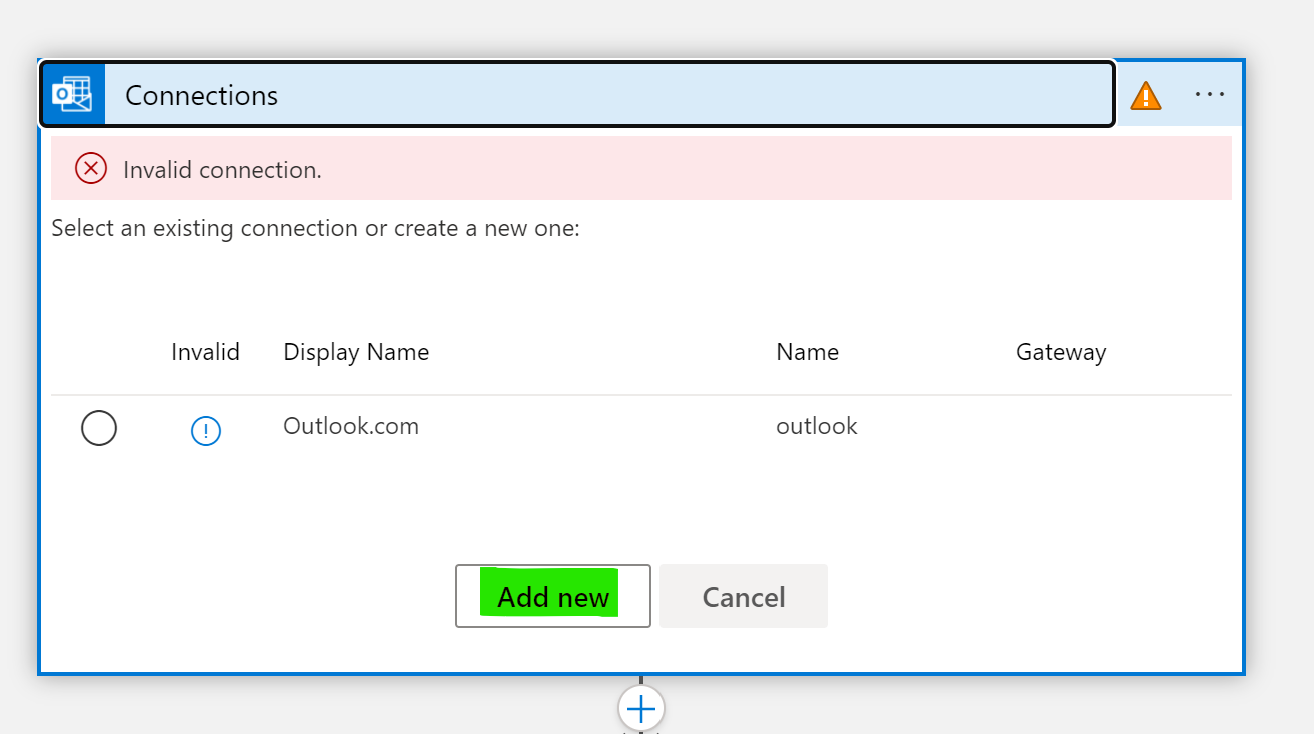 Connections
Invalid connection.
Select an existing connection or create a new one:
Invalid Display Name Name Gateway
Outlook.com outlook
Add new Cancel